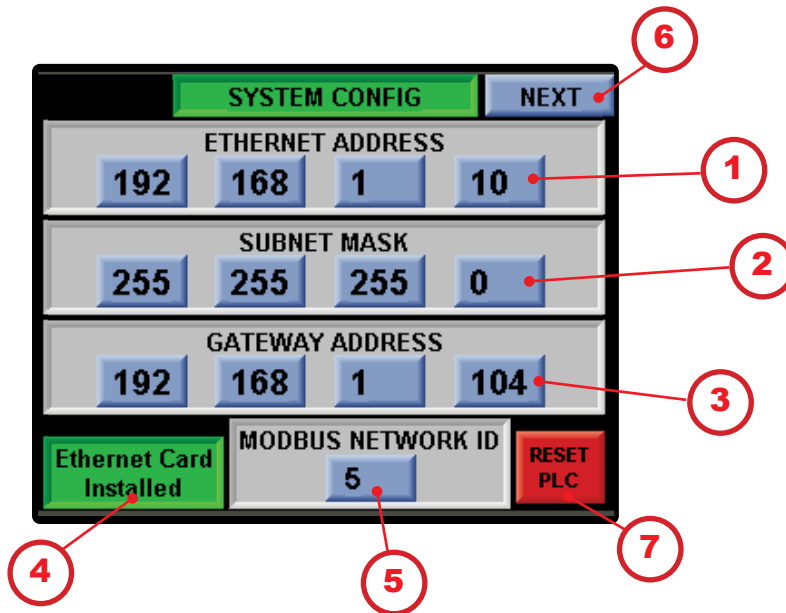 6
SYSTEM CONFIG NEXT
ETHERNET ADDRESS
192 168 1 10
1
SUBNET MASK
255 255 255 0
2
GATEWAY ADDRESS
192 168 1 104
3
Ethernet Card
Installed
MODBUS NETWORK ID
5
RESET
PLC
4
5
7